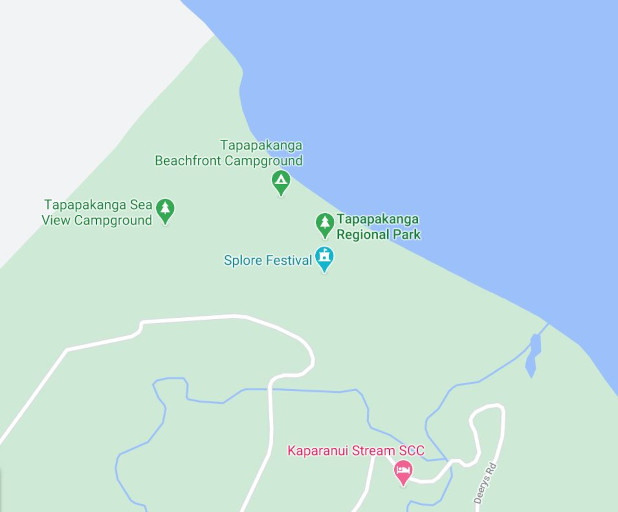 Tapapakanga
Beachfront Campground
Tapapakanga Sea
View Campground
Tapapakanga
Regional Park
Splore Festival
Kaparanui Stream SCC
Deerys Rd